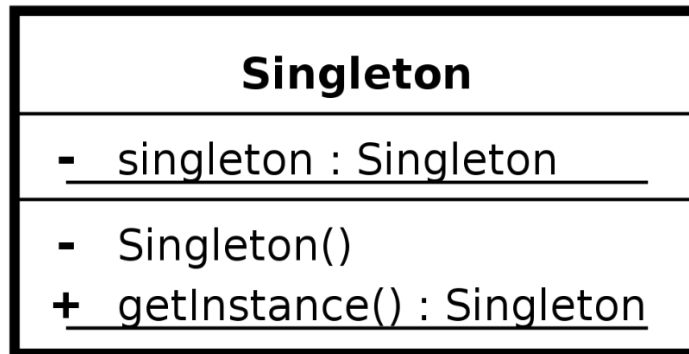 Singleton
- singleton : Singleton
- Singleton()
+ getInstance() : Singleton